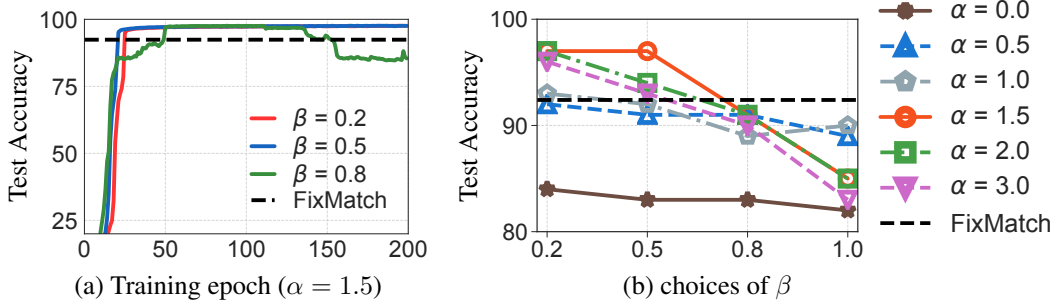 Test Accuracy
100
75
50
25
0 50 100 150 200
β = 0.2
β = 0.5
β = 0.8
FixMatch
(a) Training epoch (α = 1.5)
Test Accuracy
100
90
80
0.2 0.5 0.8 1.0
(b) choices of β
α = 0.0
α = 0.5
α = 1.0
α = 1.5
α = 2.0
α = 3.0
FixMatch